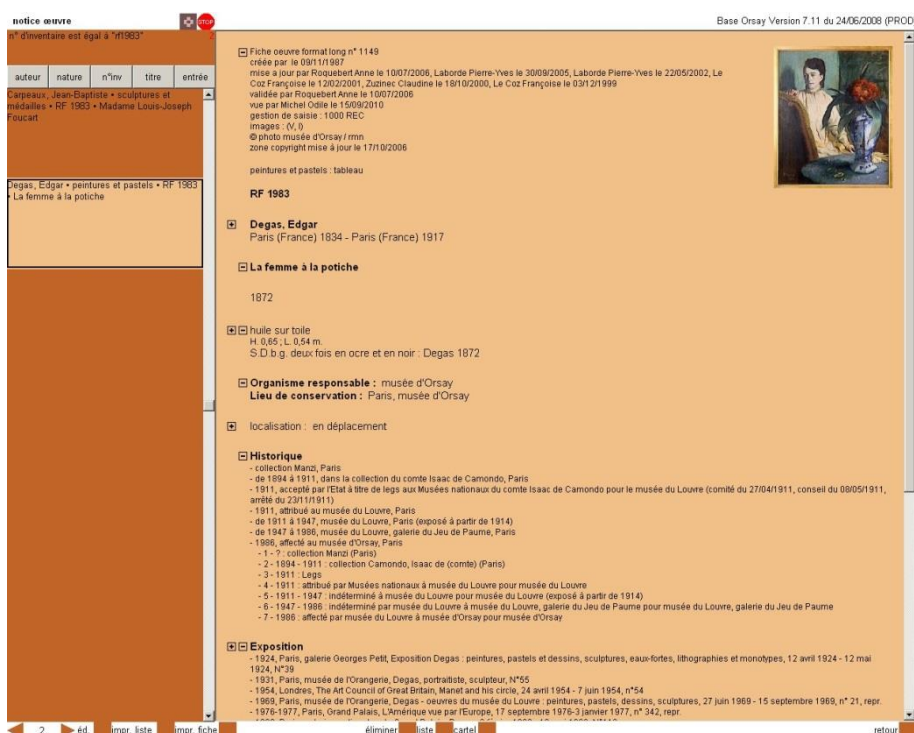 notice œuvre
STOP
Base Orsay Version 7.11 du 24/06/2008 (PROD
n° d'inventaire est égal à "rf1983"
2
auteur nature n°inv titre entrée
Carpeaux, Jean-Baptiste • sculptures et
médailles • RF 1983 • Madame Louis-Joseph
Foucart
Degas, Edgar • peintures et pastels • RF 1983
• La femme à la potiche
Fiche oeuvre format long n° 1149
créée par le 09/11/1987
mise a jour par Roquebert Anne le 10/07/2006, Laborde Pierre-Yves le 30/09/2005, Laborde Pierre-Yves le 22/05/2002, Le
Coz Françoise le 12/02/2001, Zuzinec Claudine le 18/10/2000, Le Coz Françoise le 03/12/1999
validée par Roquebert Anne le 10/07/2006
vue par Michel Odile le 15/09/2010
gestion de saisie : 1000 REC
images : (V, I)
© photo musée d'Orsay / rmn
zone copyright mise à jour le 17/10/2006
peintures et pastels : tableau
RF 1983
Degas, Edgar
Paris (France) 1834 - Paris (France) 1917
La femme à la potiche
1872
huile sur toile
H. 0,65 ; L. 0,54 m.
S.D.b.g. deux fois en ocre et en noir : Degas 1872
Organisme responsable : musée d'Orsay
Lieu de conservation : Paris, musée d'Orsay
localisation : en déplacement
Historique
- collection Manzi, Paris
- de 1894 à 1911, dans la collection du comte Isaac de Camondo, Paris
- 1911, accepté par l'Etat à titre de legs aux Musées nationaux du comte Isaac de Camondo pour le musée du Louvre (comité du 27/04/1911, conseil du 08/05/1911,
arrêté du 23/11/1911)
- 1911, attribué au musée du Louvre, Paris
- de 1911 à 1947, musée du Louvre, Paris (exposé à partir de 1914)
- de 1947 à 1986, musée du Louvre, galerie du Jeu de Paume, Paris
- 1986, affecté au musée d'Orsay, Paris
- 1 - ? : collection Manzi (Paris)
- 2 - 1894 - 1911 : collection Camondo, Isaac de (comte) (Paris)
- 3 - 1911 : Legs
- 4 - 1911 : attribué par Musées nationaux à musée du Louvre pour musée du Louvre
- 5 - 1911 - 1947 : indéterminé à musée du Louvre pour musée du Louvre (exposé à partir de 1914)
- 6 - 1947 - 1986 : indéterminé par musée du Louvre à musée du Louvre, galerie du Jeu de Paume pour musée du Louvre, galerie du Jeu de Paume
- 7 - 1986 : affecté par musée du Louvre à musée d'Orsay pour musée d'Orsay
Exposition
- 1924, Paris, galerie Georges Petit, Exposition Degas : peintures, pastels et dessins, sculptures, eaux-fortes, lithographies et monotypes, 12 avril 1924 - 12 mai
1924, N°39
- 1931, Paris, musée de l'Orangerie, Degas, portraitiste, sculpteur, N°55
- 1954, Londres, The Art Council of Great Britain, Manet and his circle, 24 avril 1954 - 7 juin 1954, n°54
- 1969, Paris, musée de l'Orangerie, Degas - oeuvres du musée du Louvre : peintures, pastels, dessins, sculptures, 27 juin 1969 - 15 septembre 1969, n° 21, repr.
- 1976-1977, Paris, Grand Palais, L'Amérique vue par l'Europe, 17 septembre 1976-3 janvier 1977, n° 342, repr.
2 éd. impr. liste impr. fiche éliminer liste cartel retour